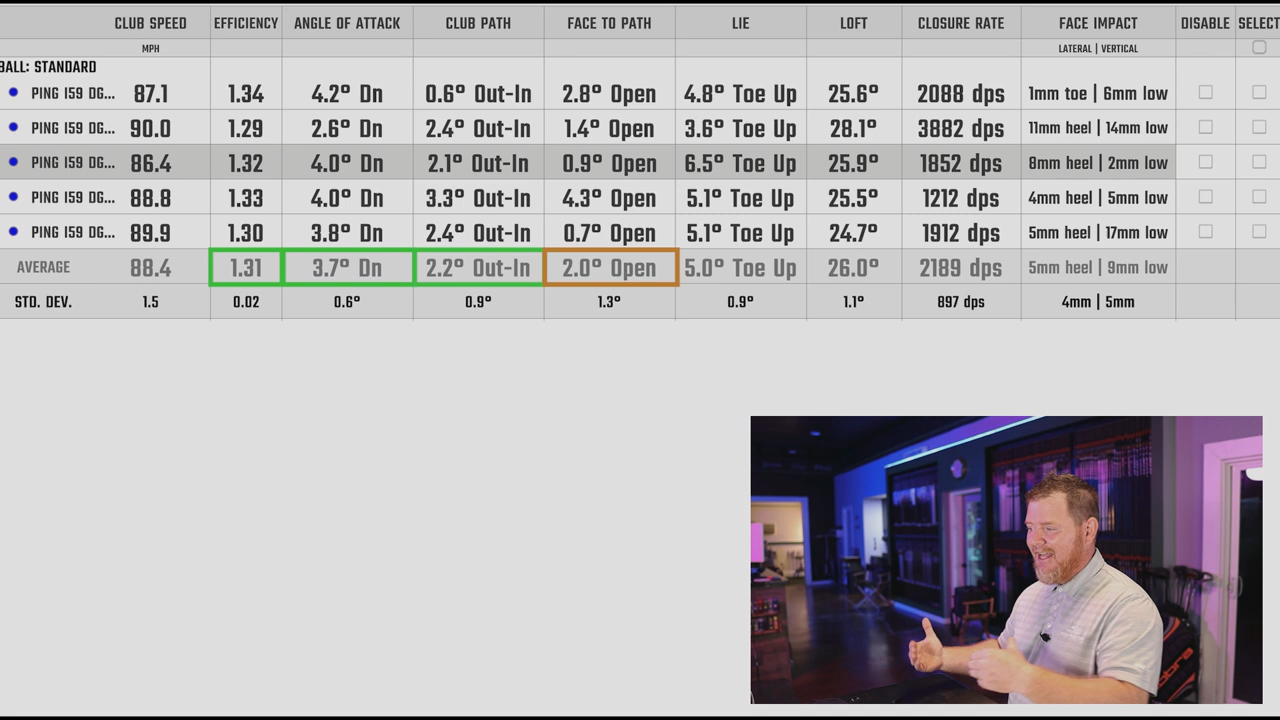 CLUB SPEED EFFICIENCY ANGLE OF ATTACK CLUB PATH FACE TO PATH LIE LOFT CLOSURE RATE FACE IMPACT DISABLE SELECT
MPH LATERAL | VERTICAL
BALL: STANDARD
PING I59 DG... 87.1 1.34 4.2° Dn 0.6° Out-In 2.8° Open 4.8° Toe Up 25.6° 2088 dps 1mm toe | 6mm low
PING I59 DG... 90.0 1.29 2.6° Dn 2.4° Out-In 1.4° Open 3.6° Toe Up 28.1° 3882 dps 11mm heel | 14mm low
PING I59 DG... 86.4 1.32 4.0° Dn 2.1° Out-In 0.9° Open 6.5° Toe Up 25.9° 1852 dps 8mm heel | 2mm low
PING I59 DG... 88.8 1.33 4.0° Dn 3.3° Out-In 4.3° Open 5.1° Toe Up 25.5° 1212 dps 4mm heel | 5mm low
PING I59 DG... 89.9 1.30 3.8° Dn 2.4° Out-In 0.7° Open 5.1° Toe Up 24.7° 1912 dps 5mm heel | 17mm low
AVERAGE 88.4 1.31 3.7° Dn 2.2° Out-In 2.0° Open 5.0° Toe Up 26.0° 2189 dps 5mm heel | 9mm low
STD. DEV. 1.5 0.02 0.6° 0.9° 1.3° 0.9° 1.1° 897 dps 4mm | 5mm
cobra